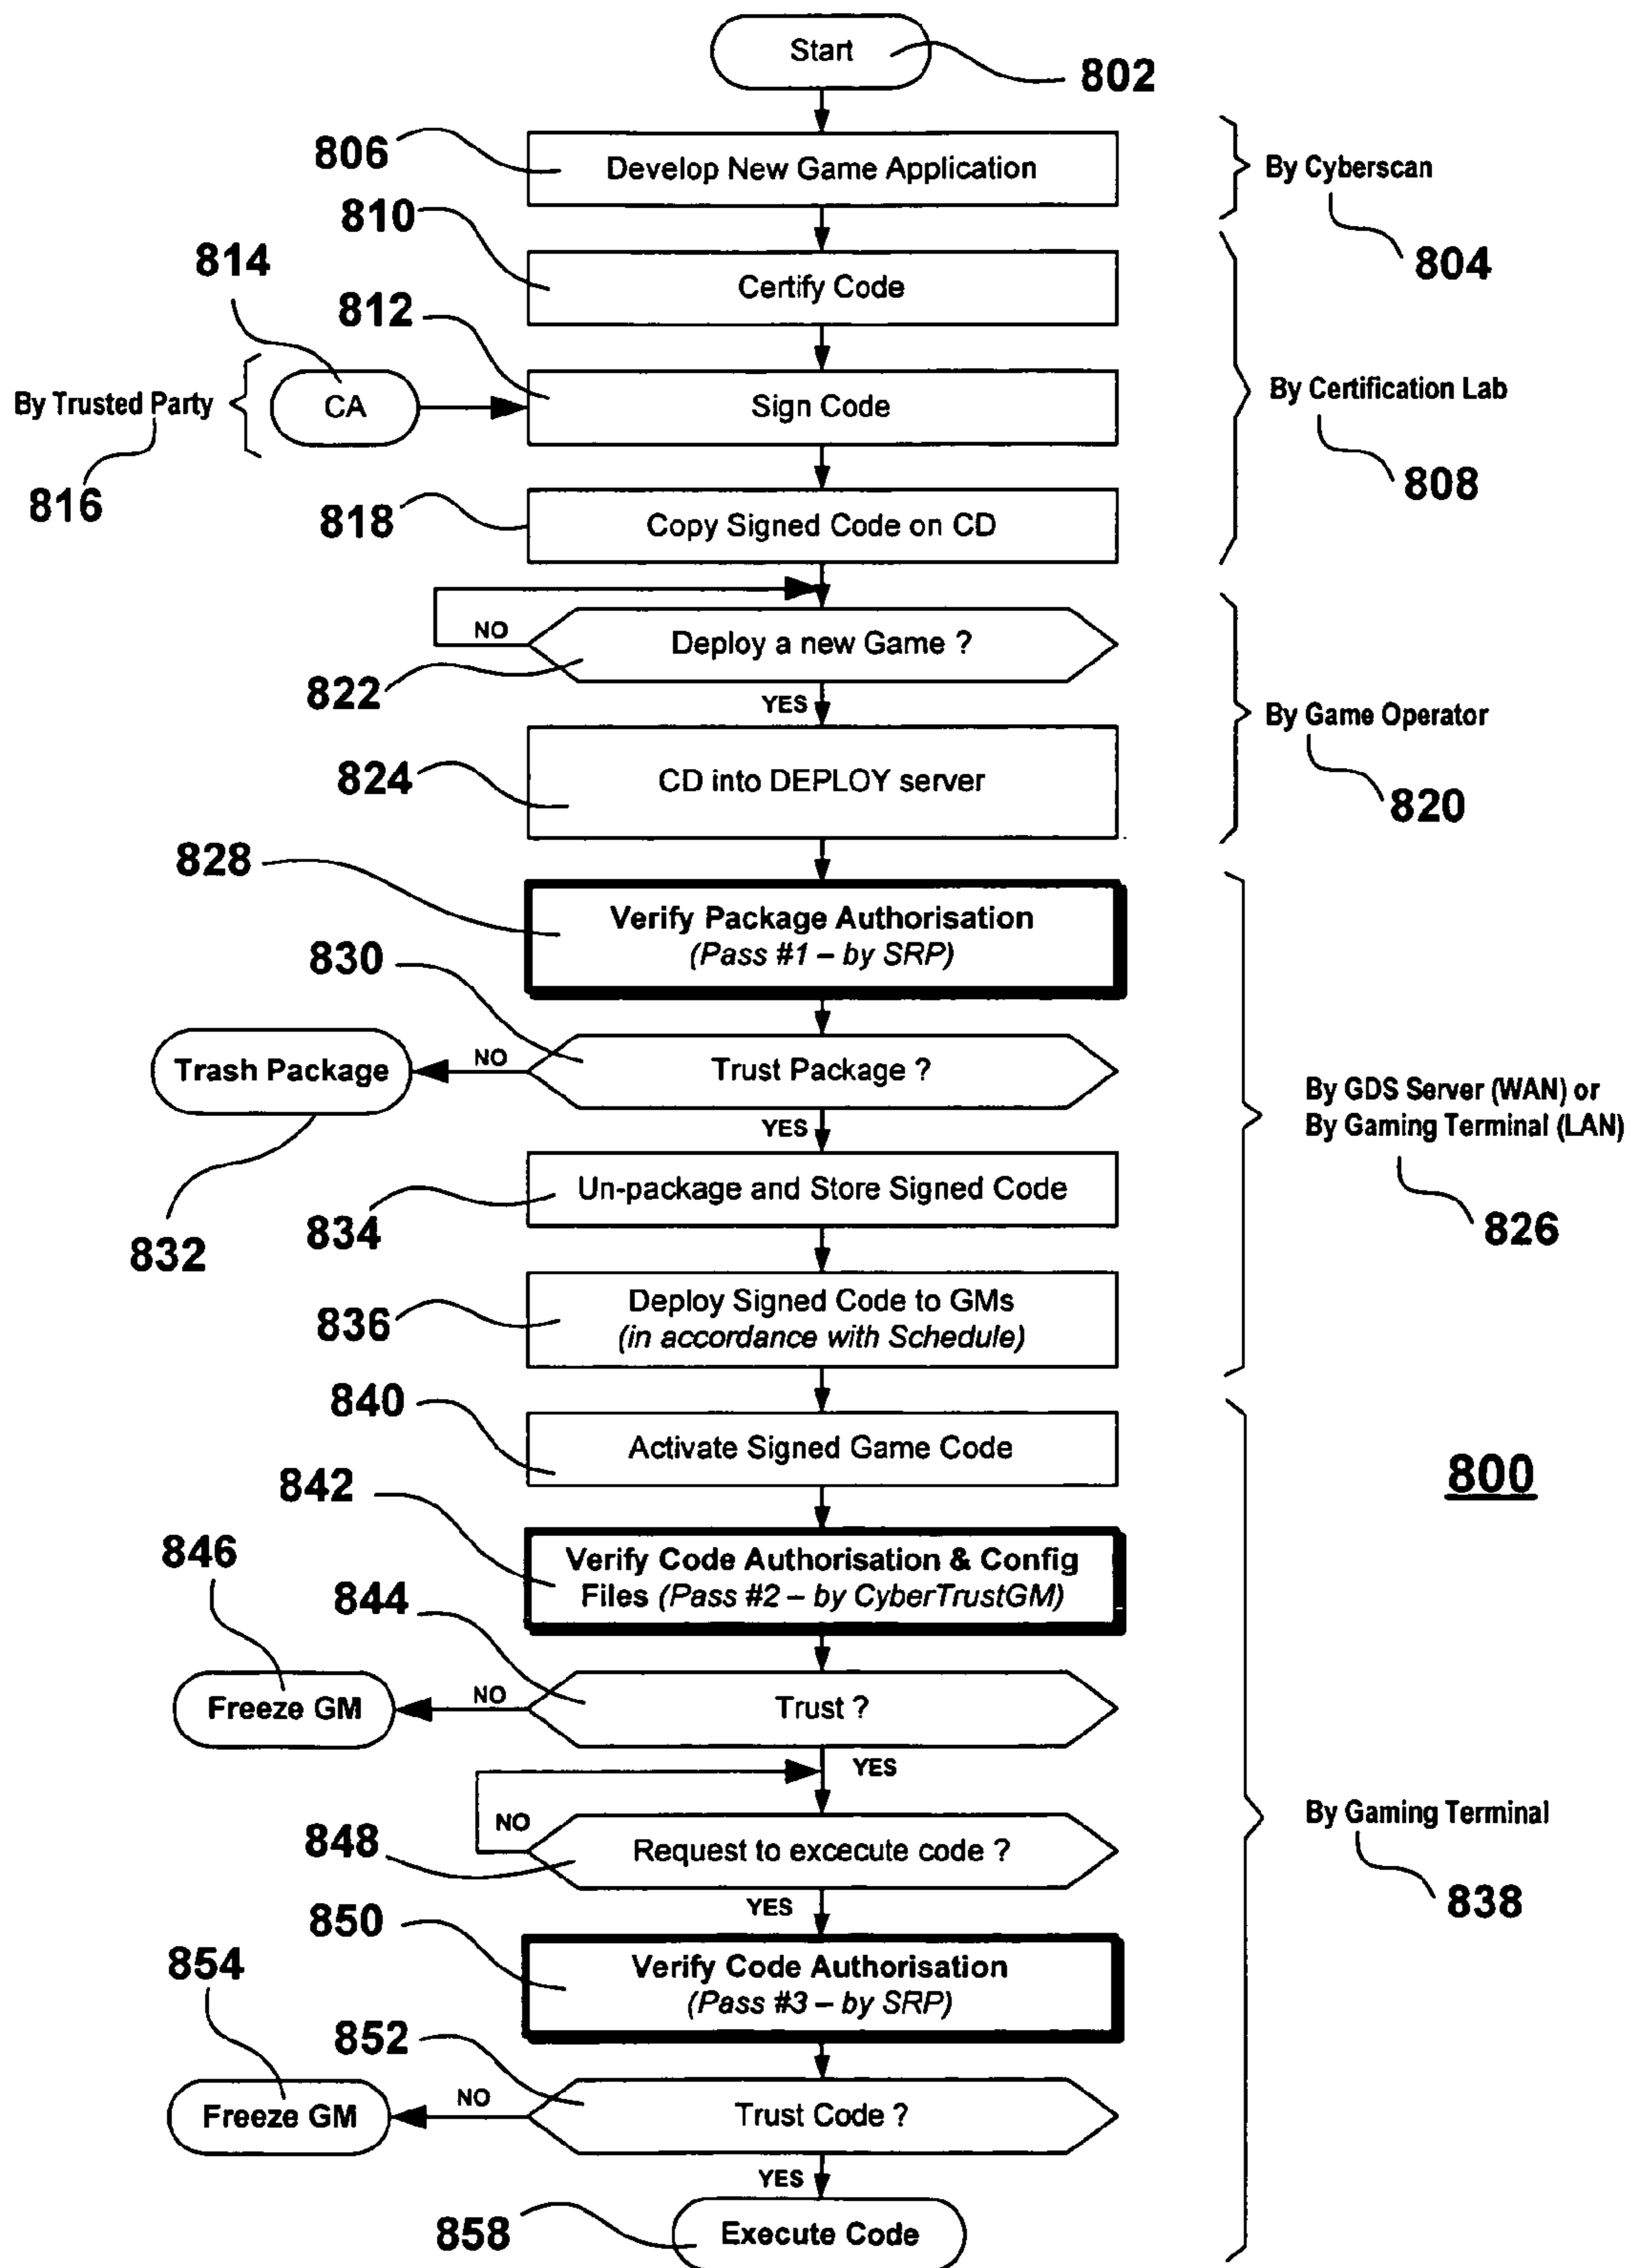 Start
802
806
Develop New Game Application
By Cyberscan
804
810
Certify Code
814
812
By Trusted Party
CA
Sign Code
By Certification Lab
808
816
818
Copy Signed Code on CD
NO
Deploy a new Game ?
822
YES
By Game Operator
820
824
CD into DEPLOY server
828
Verify Package Authorisation
(Pass #1 – by SRP)
830
Trash Package
NO
Trust Package ?
YES
By GDS Server (WAN) or
By Gaming Terminal (LAN)
826
832
834
Un-package and Store Signed Code
836
Deploy Signed Code to GMs
(in accordance with Schedule)
840
Activate Signed Game Code
800
842
846
Verify Code Authorisation & Config
Files (Pass #2 – by CyberTrustGM)
844
Freeze GM
NO
Trust ?
YES
NO
848
Request to excecute code ?
By Gaming Terminal
838
YES
850
Verify Code Authorisation
(Pass #3 – by SRP)
854
852
Freeze GM
NO
Trust Code ?
YES
858
Execute Code